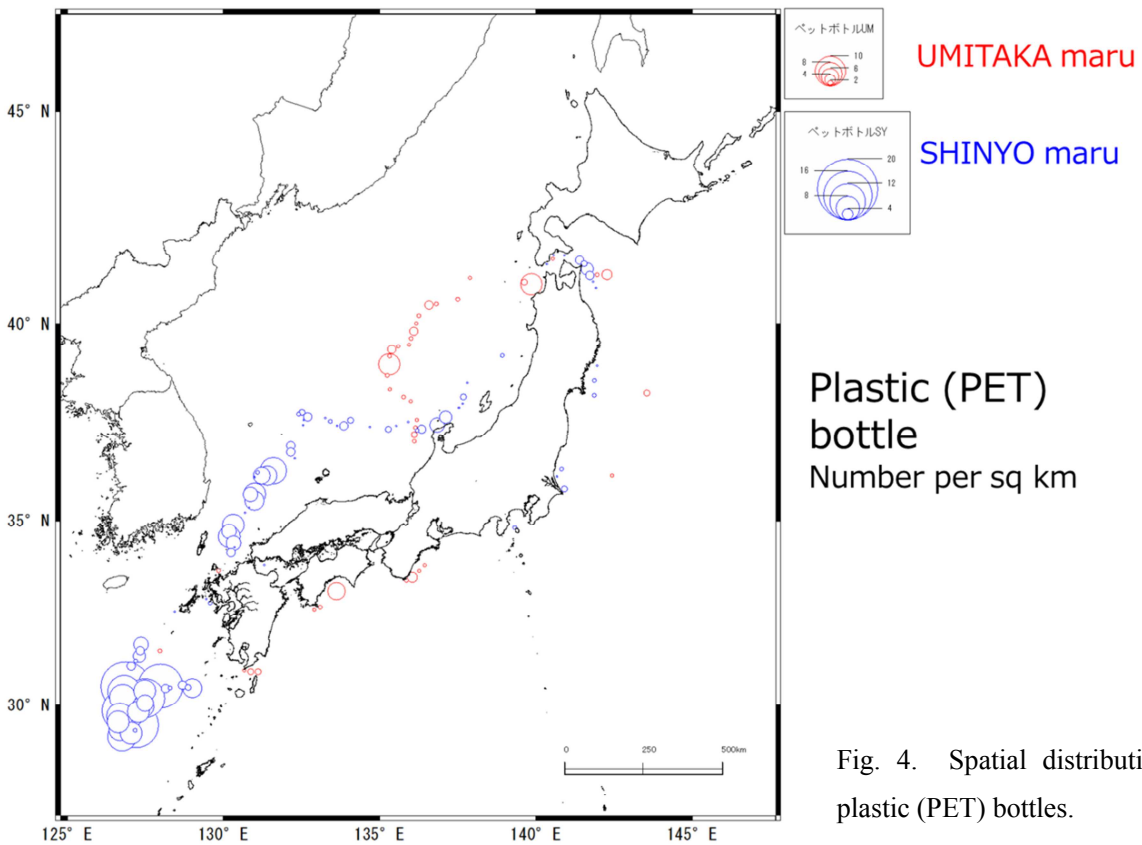 ペットボトルUM
10
8
6
4
2
UMITAKA maru
ペットボトルSY
20
16
12
8
4
SHINYO maru
45° N
40° N
35° N
30° N
Plastic (PET)
bottle
Number per sq km
0 250 500km
125° E 130° E 135° E 140° E 145° E
Fig. 4. Spatial distributi
plastic (PET) bottles.